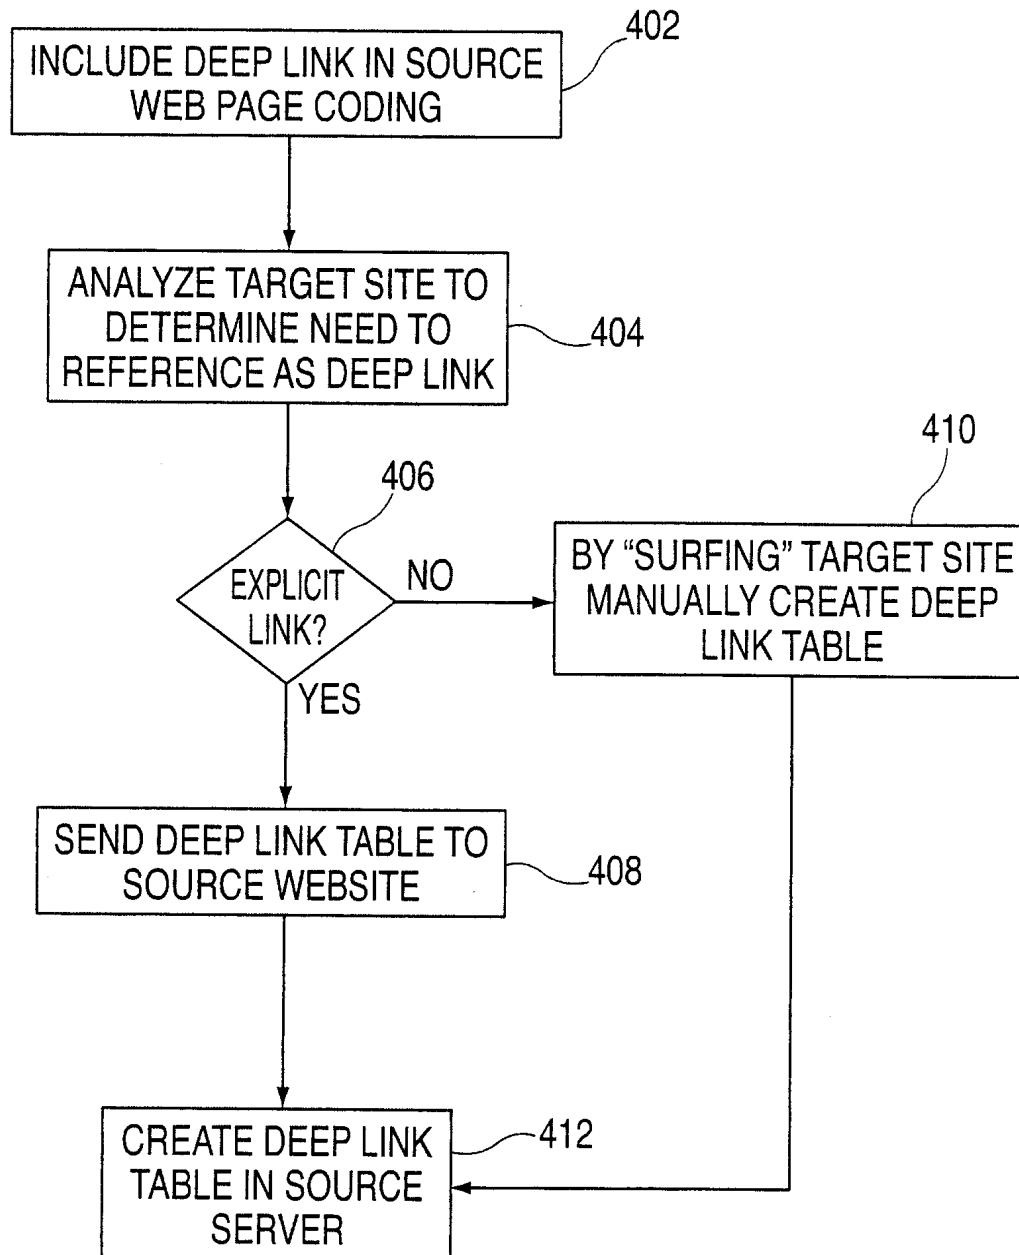 402
INCLUDE DEEP LINK IN SOURCE
WEB PAGE CODING
ANALYZE TARGET SITE TO
DETERMINE NEED TO
REFERENCE AS DEEP LINK
404
406
EXPLICIT
LINK?
NO
YES
410
BY “SURFING” TARGET SITE
MANUALLY CREATE DEEP
LINK TABLE
SEND DEEP LINK TABLE TO
SOURCE WEBSITE
408
CREATE DEEP LINK
TABLE IN SOURCE
SERVER
412